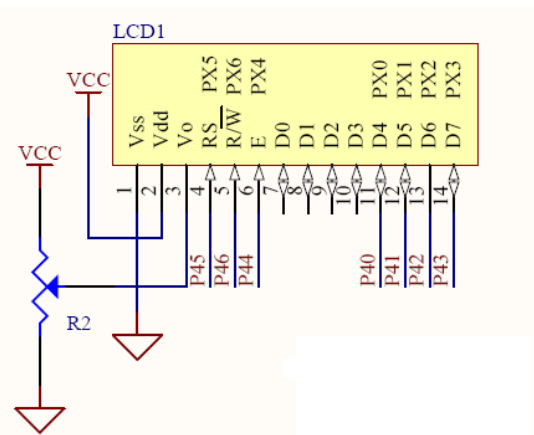 LCD1
PX5 PX6 PX4 PX0 PX1 PX2 PX3
VCC
Vss Vdd Vo RS R/W E D0 D1 D2 D3 D4 D5 D6 D7
VCC
1 2 3 4 5 6 7 8 9 10 11 12 13 14
P45 P46 P44 P40 P41 P42 P43
R2